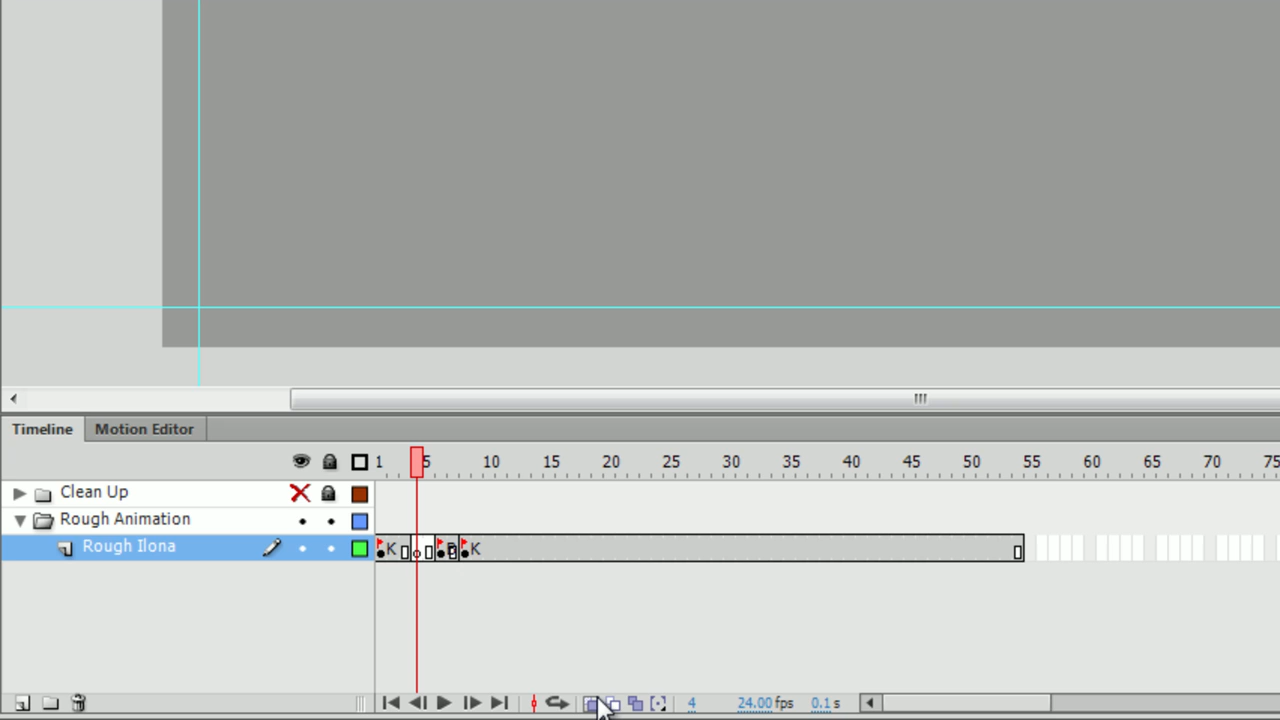 Timeline Motion Editor
1 5 10 15 20 25 30 35 40 45 50 55 60 65 70 75
Clean Up
Rough Animation
Rough Ilona K K
4 24.00 fps 0.1 s